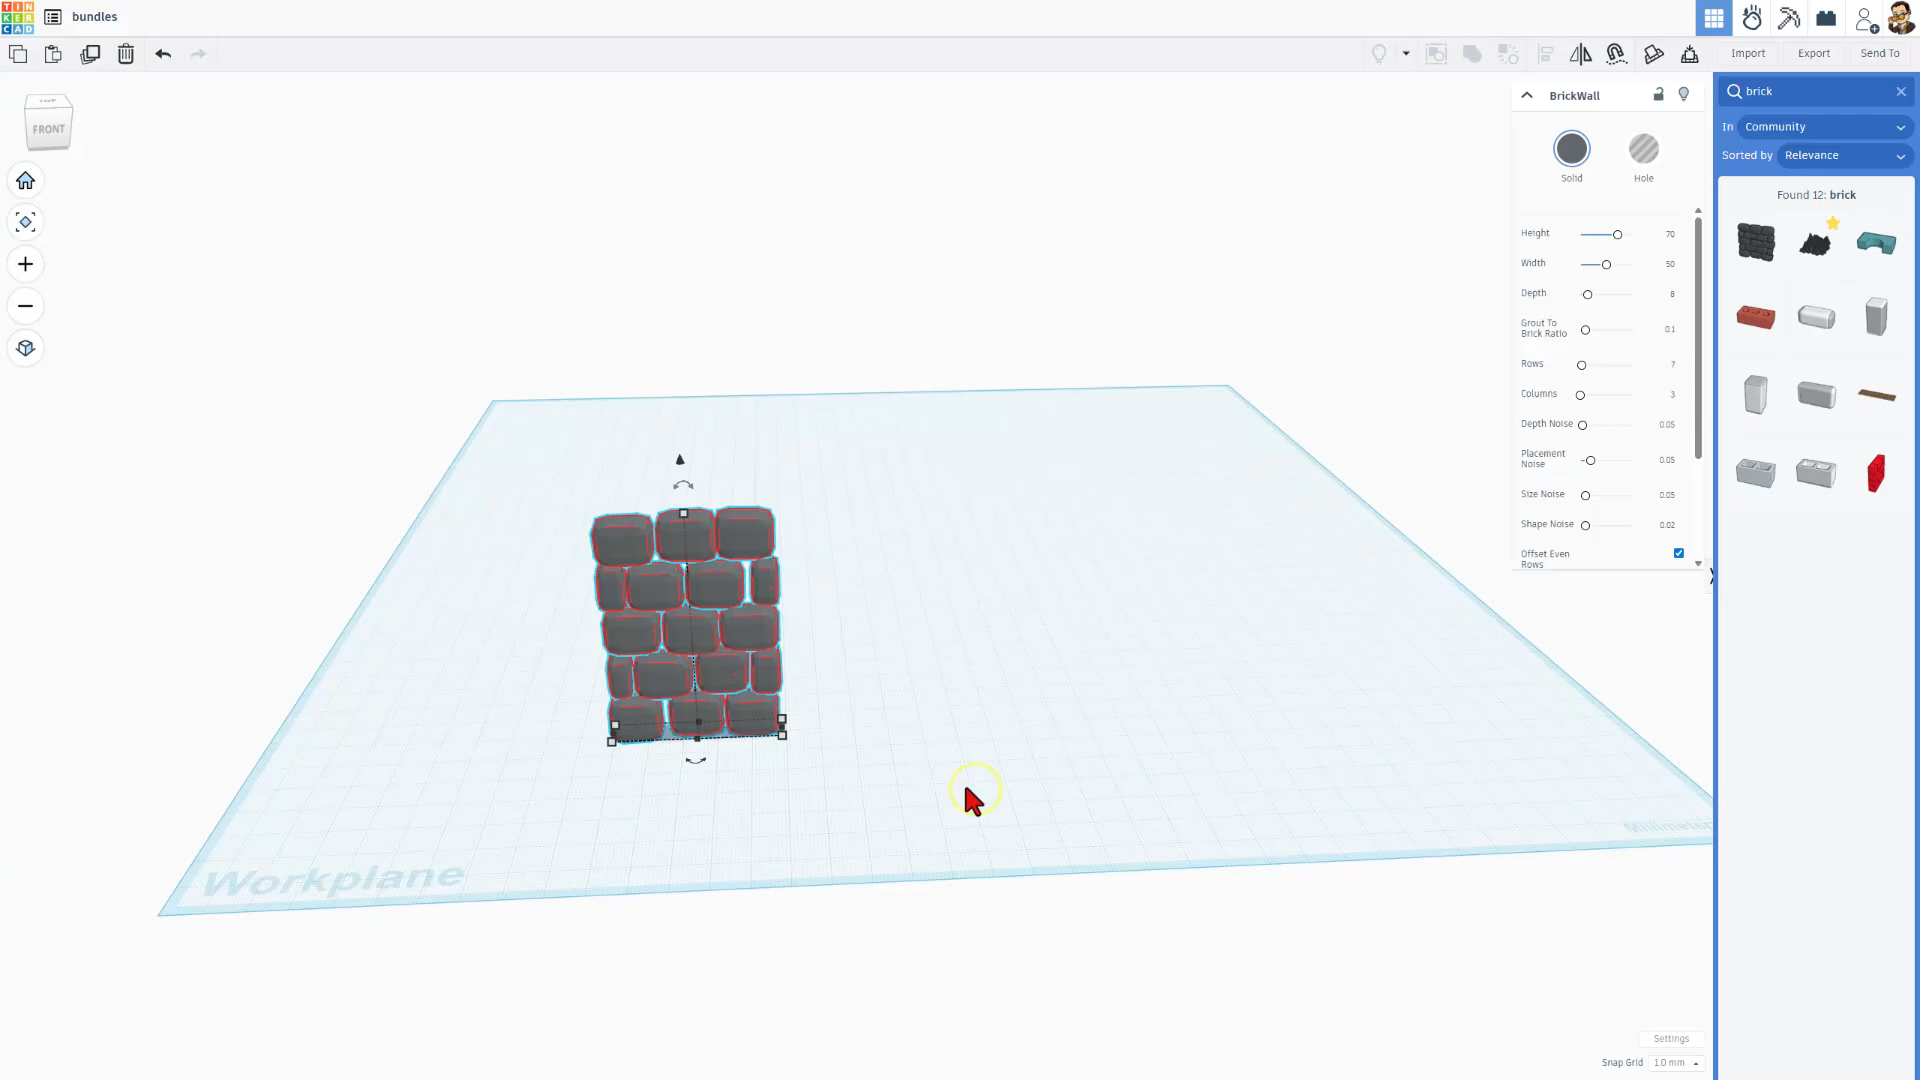 TIN
KER
CAD
bundles
Import
Export
Send To
TOP
FRONT
BrickWall
Solid
Hole
Height
70
Width
50
Depth
8
Grout To
Brick Ratio
0.1
Rows
7
Columns
3
Depth Noise
0.05
Placement
Noise
0.05
Size Noise
0.05
Shape Noise
0.02
Offset Even
Rows
brick
In
Community
Sorted by
Relevance
Found 12: brick
Workplane
Millimeters
Settings
Snap Grid
1.0 mm